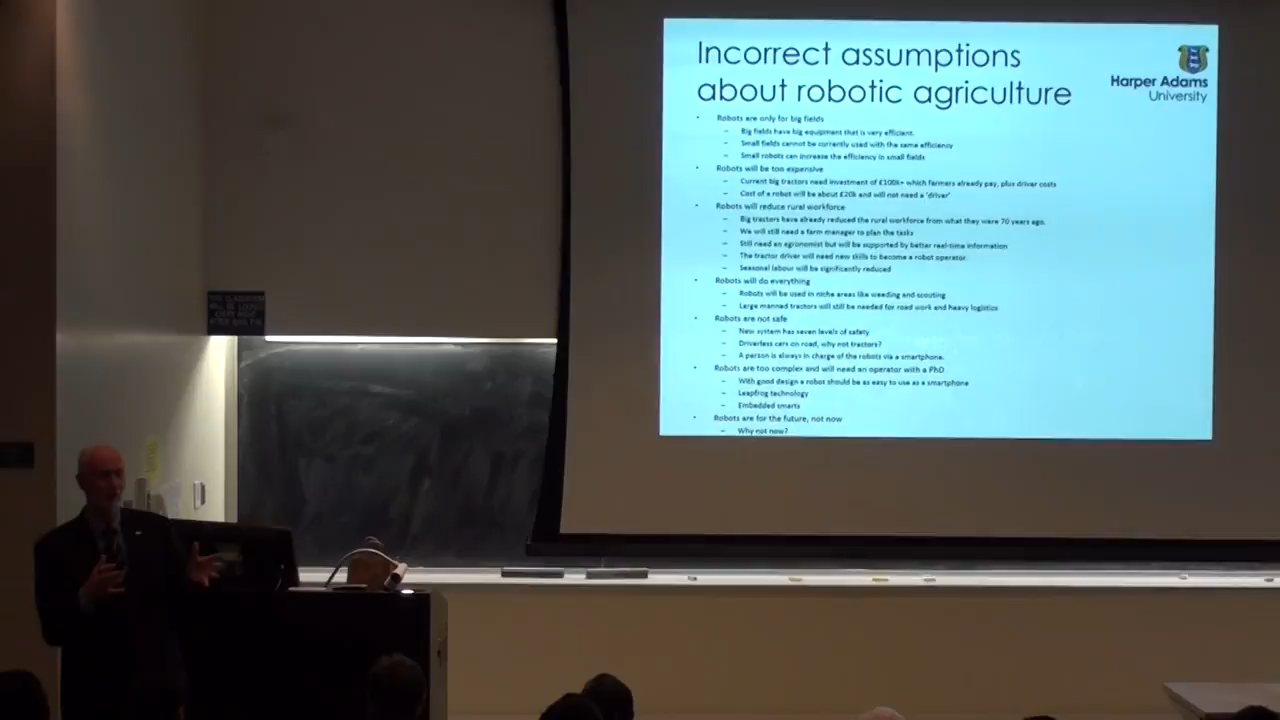 Incorrect assumptions
about robotic agriculture
Harper Adams
University
• Robots are only for big fields
– Big fields have big equipment that is very efficient.
– Small fields cannot be currently used with the same efficiency
– Small robots can increase the efficiency in small fields
• Robots will be too expensive
– Current big tractors need investment of £100k+ which farmers already pay, plus driver costs
– Cost of a robot will be about £20k and will not need a 'driver'
• Robots will reduce rural workforce
– Big tractors have already reduced the rural workforce from what they were 70 years ago.
– We will still need a farm manager to plan the tasks
– Still need an agronomist but will be supported by better real-time information
– The tractor driver will need new skills to become a robot operator.
– Seasonal labour will be significantly reduced
• Robots will do everything
– Robots will be used in niche areas like weeding and scouting
– Large manned tractors will still be needed for road work and heavy logistics
• Robots are not safe
– New system has seven levels of safety
– Driverless cars on road, why not tractors?
– A person is always in charge of the robots via a smartphone.
• Robots are too complex and will need an operator with a PhD
– With good design a robot should be as easy to use as a smartphone
– Leapfrog technology
– Embedded smarts
• Robots are for the future, not now
– Why not now?
THIS CLASSROOM
WILL BE LOCKED
EVERY NIGHT